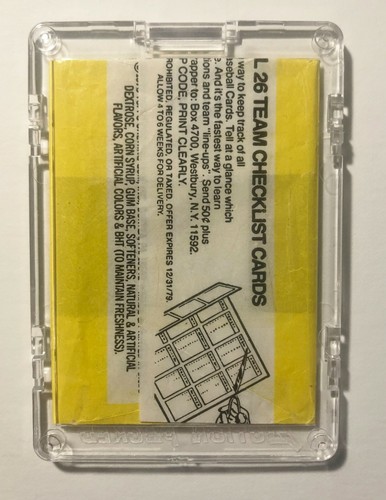 L 26 TEAM CHECKLIST CARDS
way to keep track of all
seball Cards. Tell at a glance which
e. And it's the fastest way to learn
ions and team "line-ups". Send 50¢ plus
apper to: Box 4700, Westbury, N.Y. 11592.
P CODE, PRINT CLEARLY.
ROHIBITED, REGULATED, OR TAXED. OFFER EXPIRES 12/31/79.
ALLOW 4 TO 6 WEEKS FOR DELIVERY.
DEXTROSE, CORN SYRUP, GUM BASE, SOFTENERS, NATURAL & ARTIFICIAL
FLAVORS, ARTIFICIAL COLORS & BHT (TO MAINTAIN FRESHNESS).